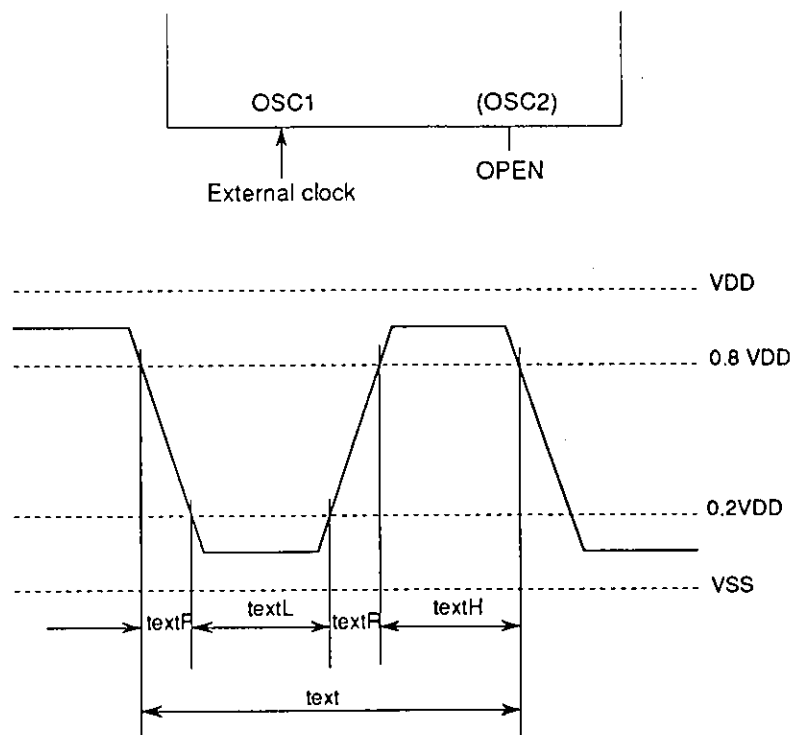 OSC1 (OSC2)
External clock
OPEN
VDD
0.8 VDD
0.2VDD
VSS
textF textL textR textH
text